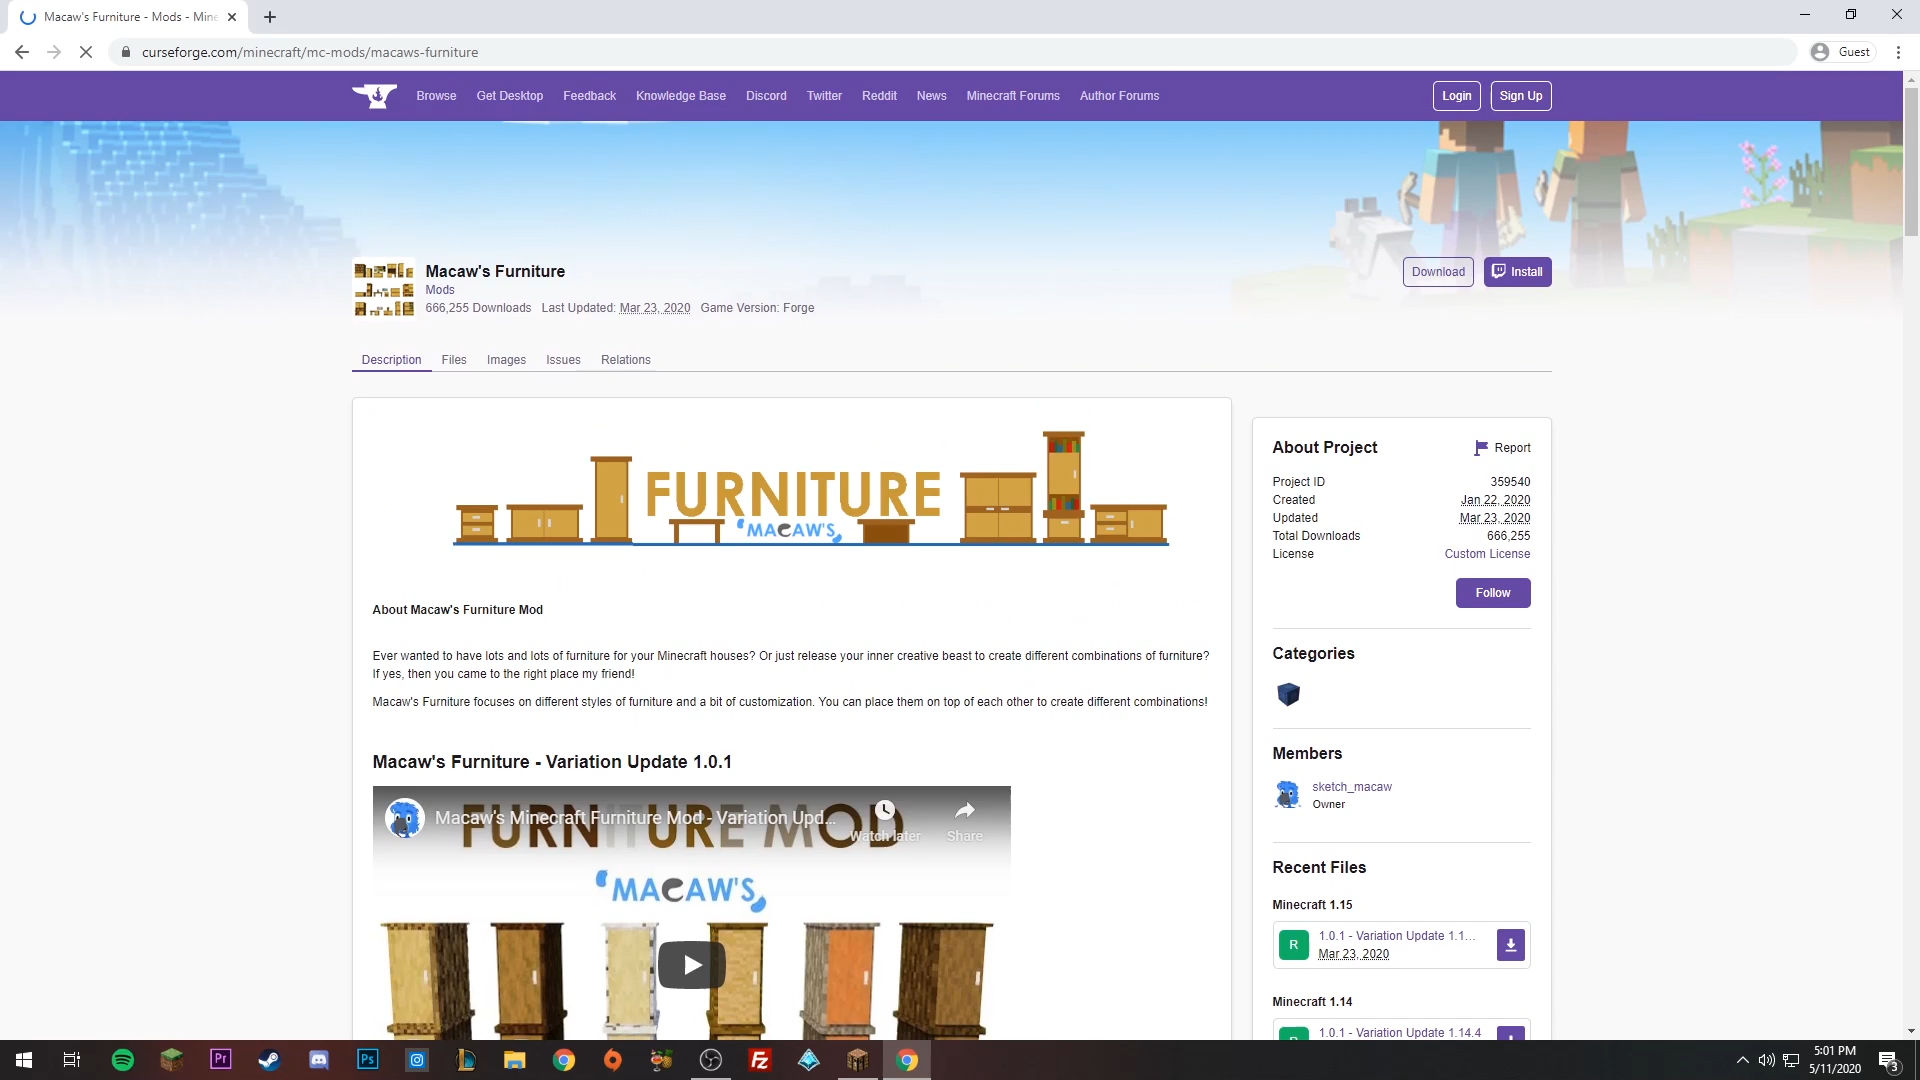 Macaw's Furniture - Mods - Mine
curseforge.com/minecraft/mc-mods/macaws-furniture
Guest
Browse Get Desktop Feedback Knowledge Base Discord Twitter Reddit News Minecraft Forums Author Forums
Login Sign Up
Macaw's Furniture
Mods
666,255 Downloads Last Updated: Mar 23, 2020 Game Version: Forge
Download Install
Description Files Images Issues Relations
FURNITURE
MACAW'S
About Macaw's Furniture Mod
Ever wanted to have lots and lots of furniture for your Minecraft houses? Or just release your inner creative beast to create different combinations of furniture?
If yes, then you came to the right place my friend!
Macaw's Furniture focuses on different styles of furniture and a bit of customization. You can place them on top of each other to create different combinations!
Macaw's Furniture - Variation Update 1.0.1
Macaw's Minecraft Furniture Mod - Variation Upd...
Watch later Share
FURNITURE MOD
MACAW'S
About Project Report
Project ID 359540
Created Jan 22, 2020
Updated Mar 23, 2020
Total Downloads 666,255
License Custom License
Follow
Categories
Members
sketch_macaw
Owner
Recent Files
Minecraft 1.15
R 1.0.1 - Variation Update 1.1...
Mar 23, 2020
Minecraft 1.14
R 1.0.1 - Variation Update 1.14.4
Pr Ps Fz
5:01 PM
5/11/2020
3